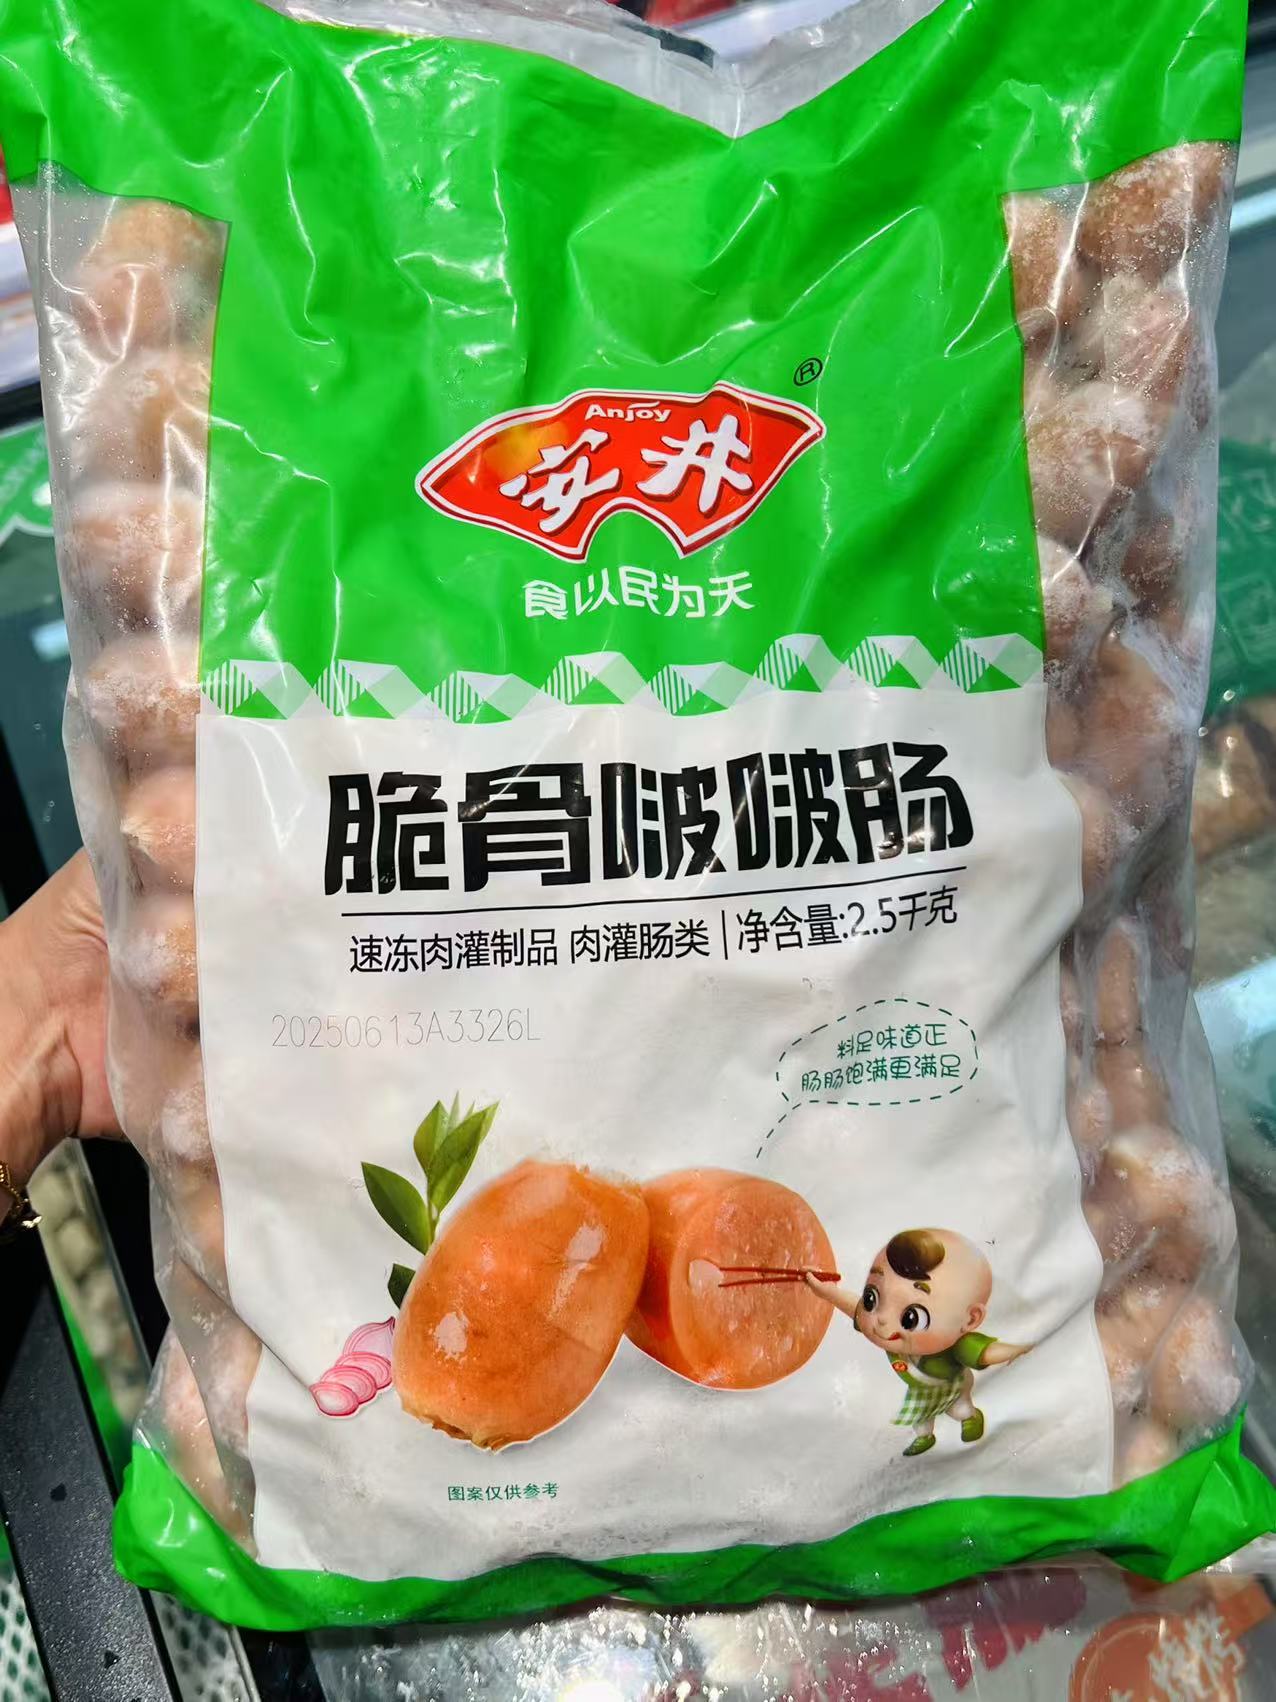 ®
Anjoy
安井
食以民为天
脆骨啵啵肠
速冻肉灌制品 肉灌肠类|净含量:2.5千克
20250613A3326L
料足味道正
肠肠饱满更满足
图案仅供参考